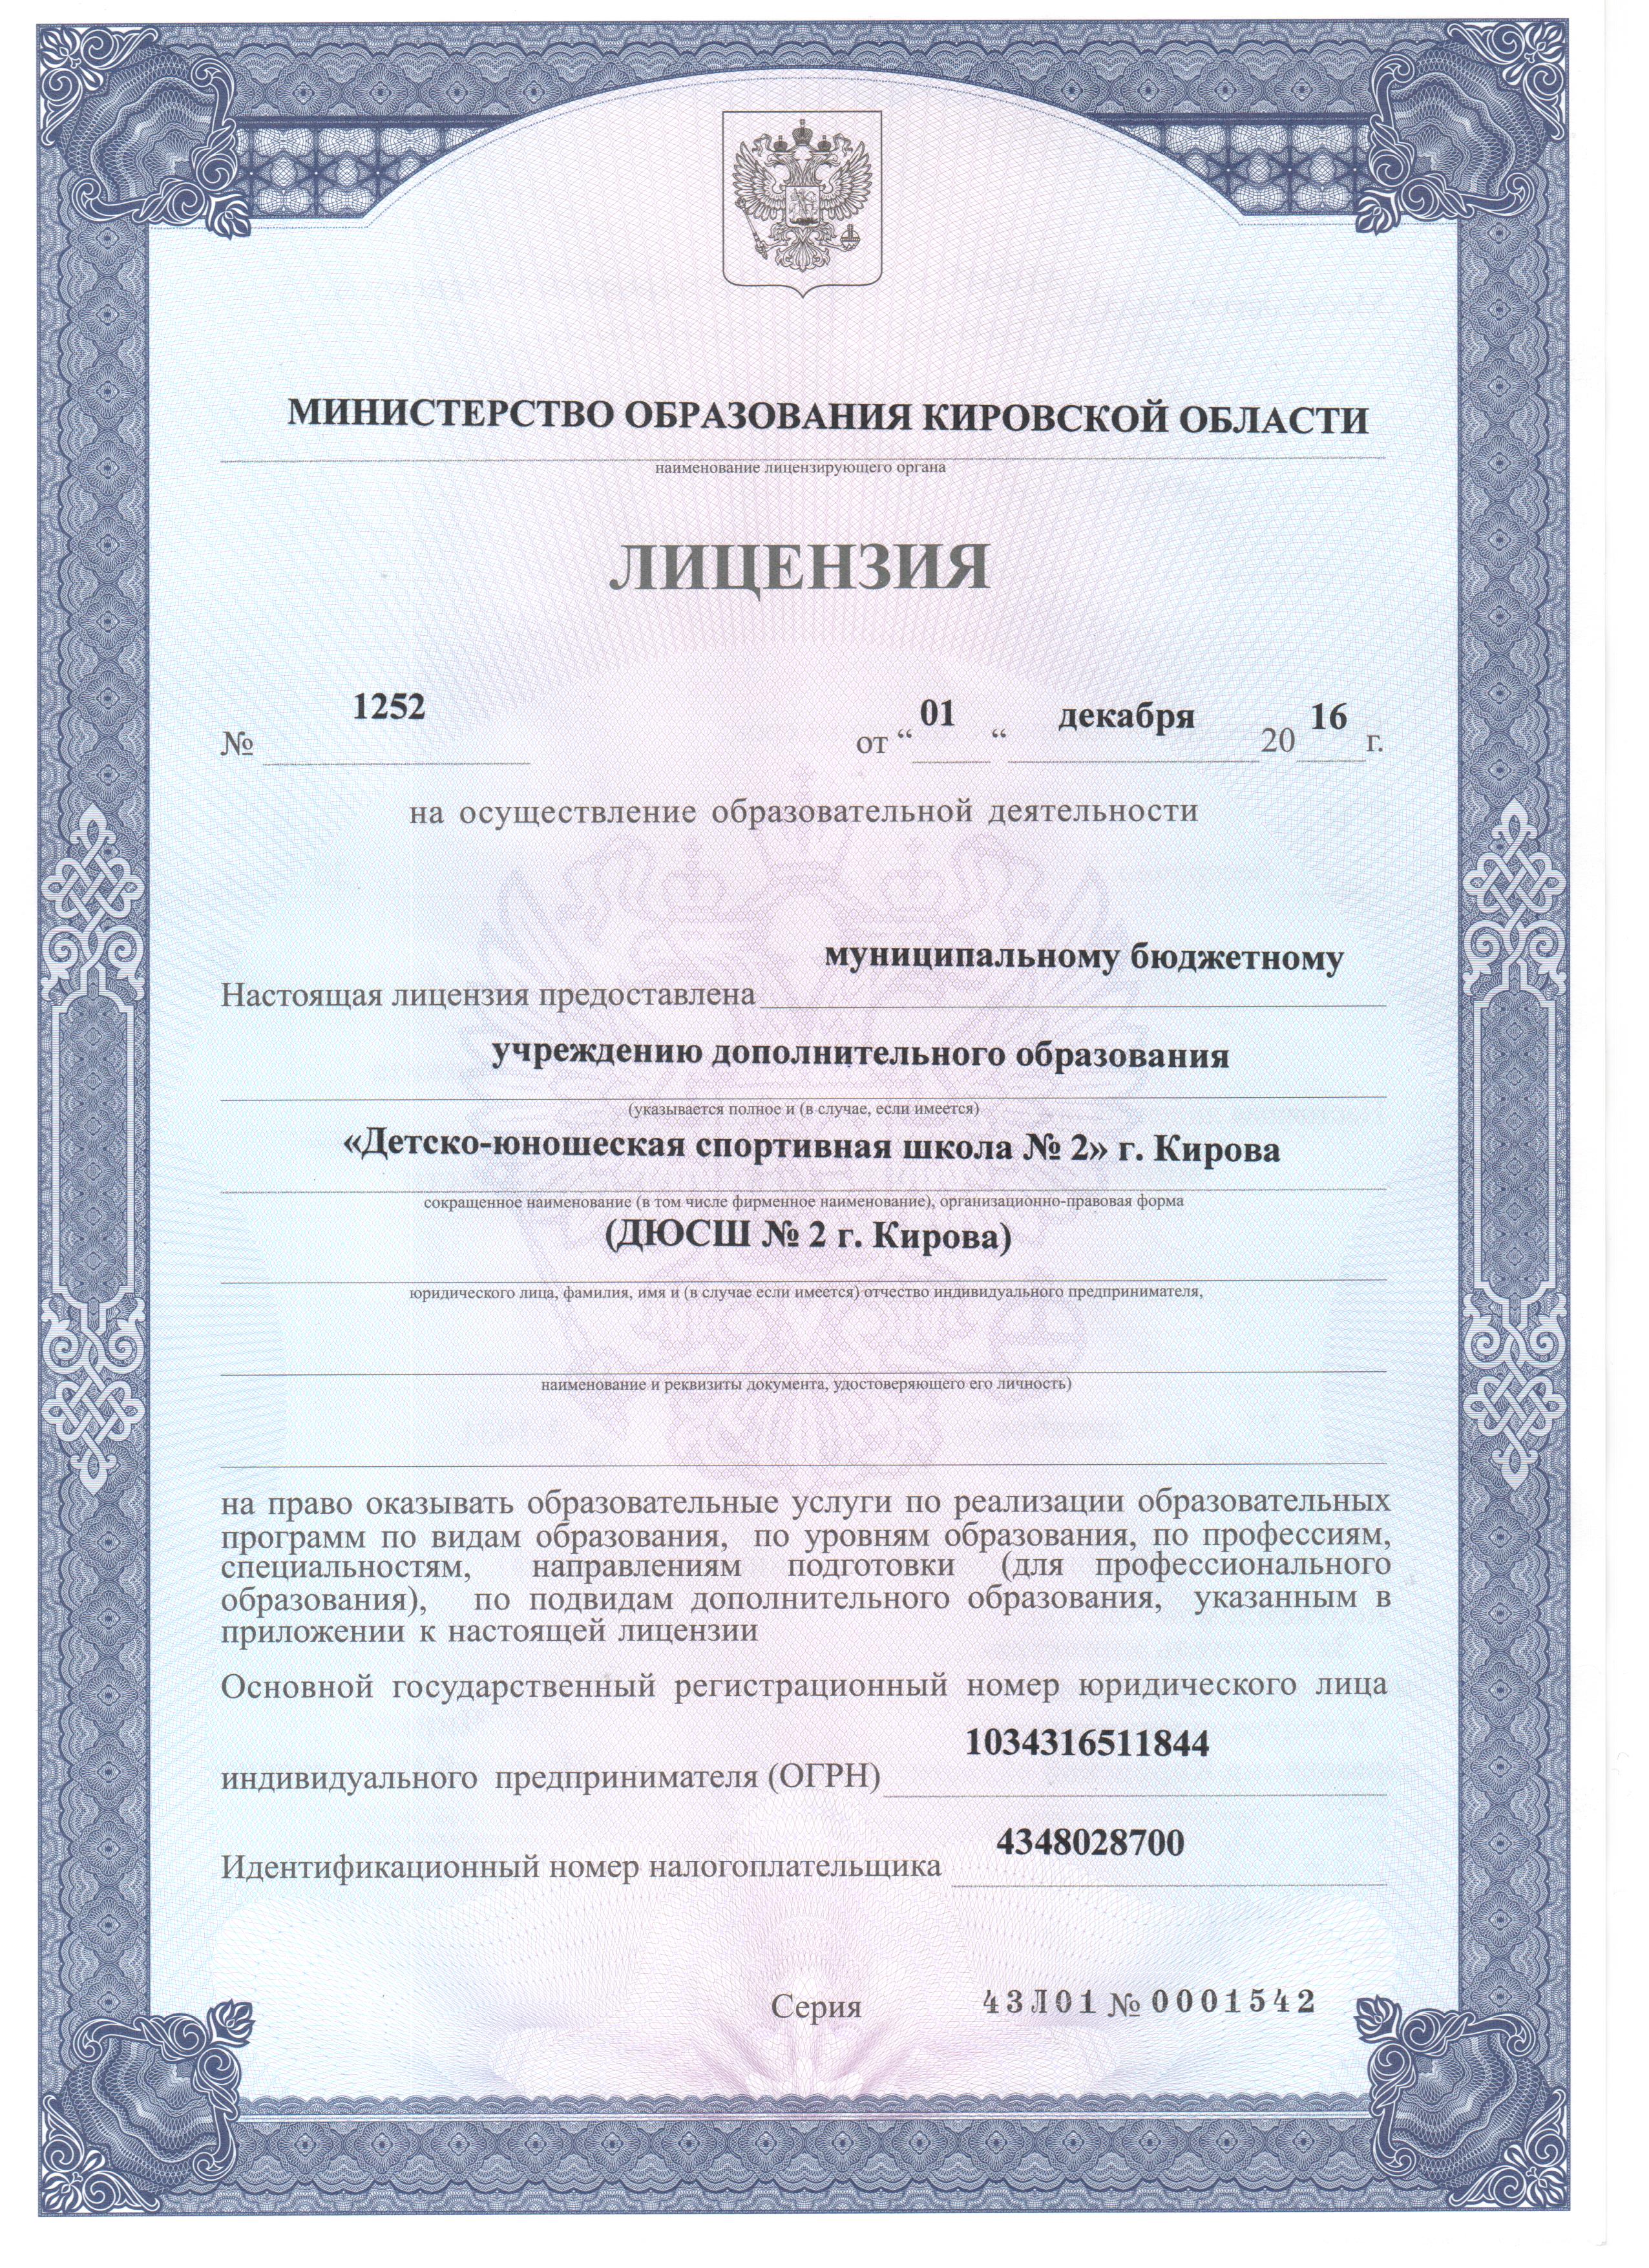 МИНИСТЕРСТВО ОБРАЗОВАНИЯ КИРОВСКОЙ ОБЛАСТИ
наименование лицензирующего органа
ЛИЦЕНЗИЯ
№ 1252 от “ 01 “ декабря 20 16 г.
на осуществление образовательной деятельности
Настоящая лицензия предоставлена муниципальному бюджетному
учреждению дополнительного образования
(указывается полное и (в случае, если имеется)
«Детско-юношеская спортивная школа № 2» г. Кирова
сокращенное наименование (в том числе фирменное наименование), организационно-правовая форма
(ДЮСШ № 2 г. Кирова)
юридического лица, фамилия, имя и (в случае если имеется) отчество индивидуального предпринимателя,
наименование и реквизиты документа, удостоверяющего его личность)
на право оказывать образовательные услуги по реализации образовательных
программ по видам образования, по уровням образования, по профессиям,
специальностям, направлениям подготовки (для профессионального
образования), по подвидам дополнительного образования, указанным в
приложении к настоящей лицензии
Основной государственный регистрационный номер юридического лица
индивидуального предпринимателя (ОГРН) 1034316511844
Идентификационный номер налогоплательщика 4348028700
Серия 43Л01 № 0001542